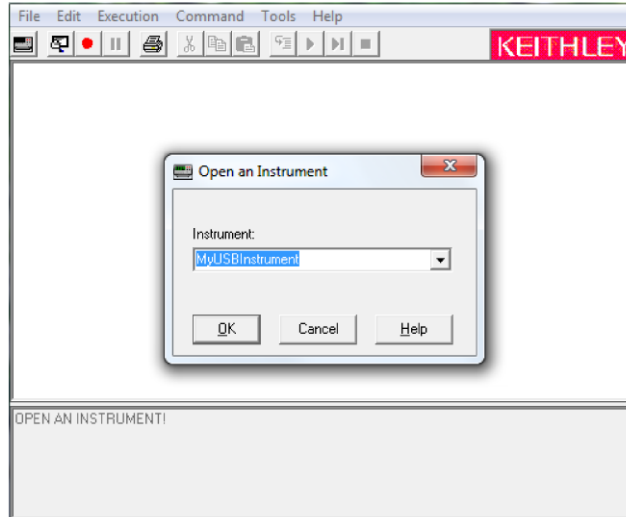 File Edit Execution Command Tools Help
KEITHLEY
Open an Instrument
Instrument:
MyUSBInstrument
OK Cancel Help
OPEN AN INSTRUMENT!